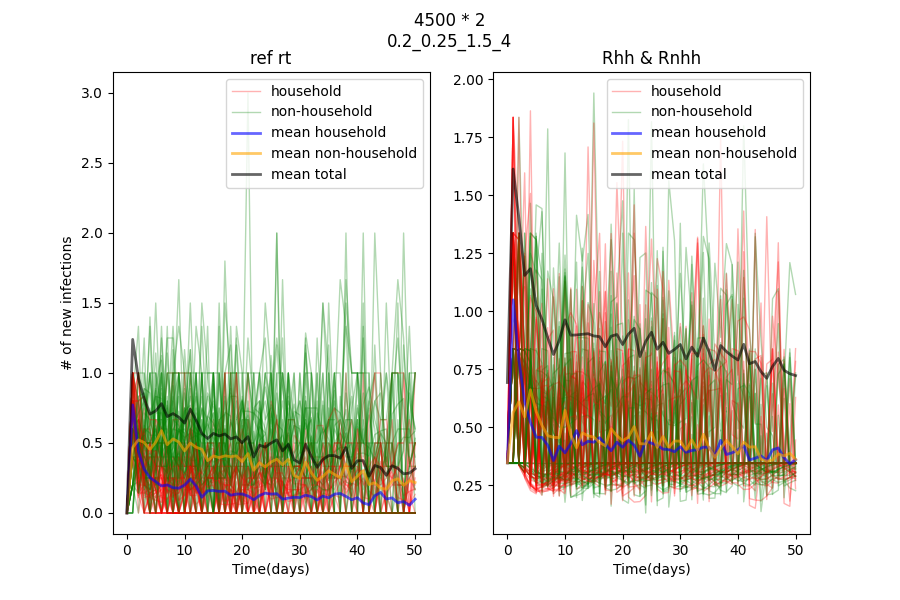 4500 * 2
0.2_0.25_1.5_4
ref rt
Rhh & Rnhh
household
non-household
mean household
mean non-household
mean total
3.0
2.5
2.0
1.5
1.0
0.5
0.0
# of new infections
0
10
20
30
40
50
Time(days)
household
non-household
mean household
mean non-household
mean total
2.00
1.75
1.50
1.25
1.00
0.75
0.50
0.25
0
10
20
30
40
50
Time(days)